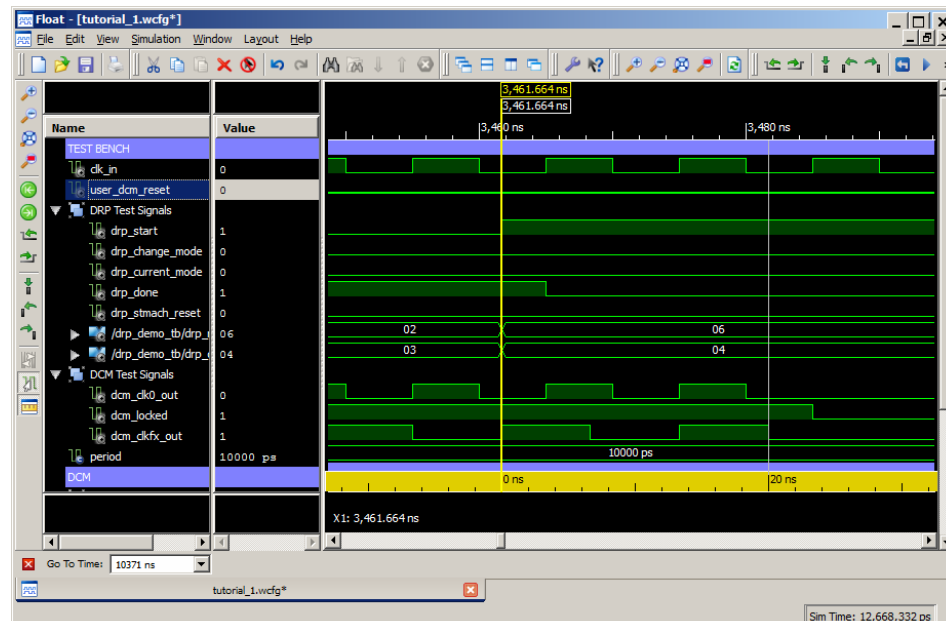 Float - [tutorial_1.wcfg*]
File Edit View Simulation Window Layout Help
3,461.664 ns
3,461.664 ns
Name Value 3,460 ns 3,480 ns
TEST BENCH
clk_in 0
user_dcm_reset 0
DRP Test Signals
drp_start 1
drp_change_mode 0
drp_current_mode 0
drp_done 1
drp_stmach_reset 0
/drp_demo_tb/drp_ 06 02 06
/drp_demo_tb/drp_ 04 03 04
DCM Test Signals
dcm_clk0_out 0
dcm_locked 1
dcm_clkfx_out 1
period 10000 ps 10000 ps
DCM 0 ns 20 ns
X1: 3,461.664 ns
Go To Time: 10371 ns
tutorial_1.wcfg*
Sim Time: 12,668,332 ps